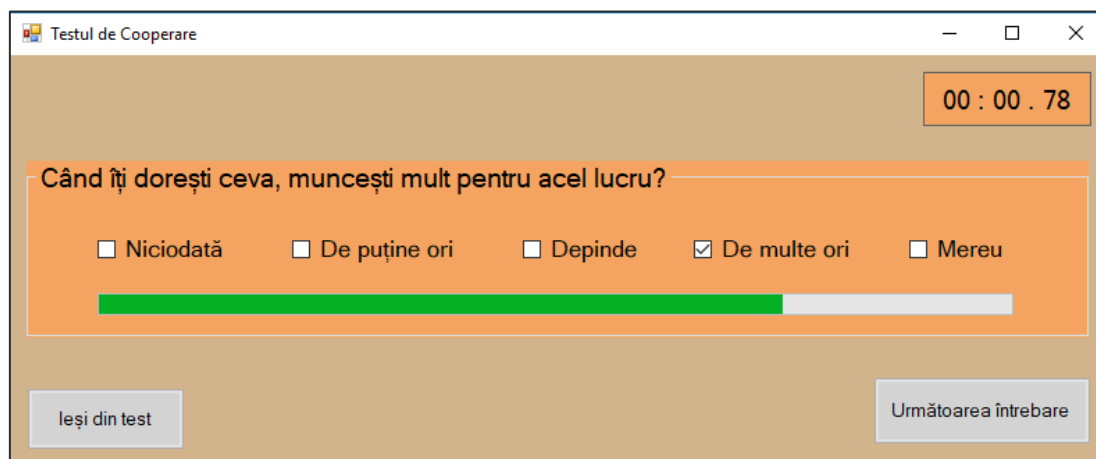 Testul de Cooperare
00 : 00 . 78
Când îți dorești ceva, muncești mult pentru acel lucru?
Niciodată De puține ori Depinde De multe ori Mereu
Ieși din test Următoarea întrebare